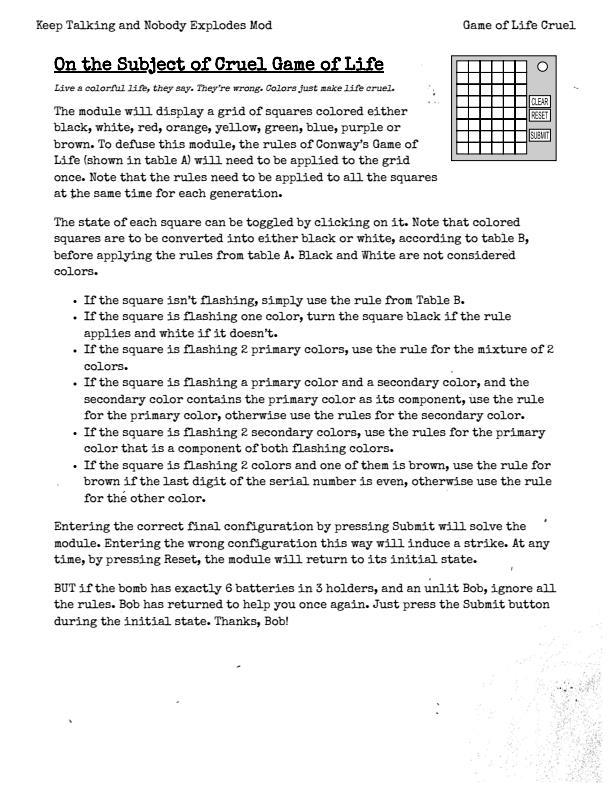 Keep Talking and Nobody Explodes Mod
Game of Life Cruel
On the Subject of Cruel Game of Life
Live a colorful life, they say. They're wrong. Colors just make life cruel.
CLEAR
RESET
SUBMIT
The module will display a grid of squares colored either
black, white, red, orange, yellow, green, blue, purple or
brown. To defuse this module, the rules of Conway's Game of
Life (shown in table A) will need to be applied to the grid
once. Note that the rules need to be applied to all the squares
at the same time for each generation.
The state of each square can be toggled by clicking on it. Note that colored
squares are to be converted into either black or white, according to table B,
before applying the rules from table A. Black and White are not considered
colors.
• If the square isn't flashing, simply use the rule from Table B.
• If the square is flashing one color, turn the square black if the rule
applies and white if it doesn't.
• If the square is flashing 2 primary colors, use the rule for the mixture of 2
colors.
• If the square is flashing a primary color and a secondary color, and the
secondary color contains the primary color as its component, use the rule
for the primary color, otherwise use the rules for the secondary color.
• If the square is flashing 2 secondary colors, use the rules for the primary
color that is a component of both flashing colors.
• If the square is flashing 2 colors and one of them is brown, use the rule for
brown if the last digit of the serial number is even, otherwise use the rule
for the other color.
Entering the correct final configuration by pressing Submit will solve the
module. Entering the wrong configuration this way will induce a strike. At any
time, by pressing Reset, the module will return to its initial state.
BUT if the bomb has exactly 6 batteries in 3 holders, and an unlit Bob, ignore all
the rules. Bob has returned to help you once again. Just press the Submit button
during the initial state. Thanks, Bob!